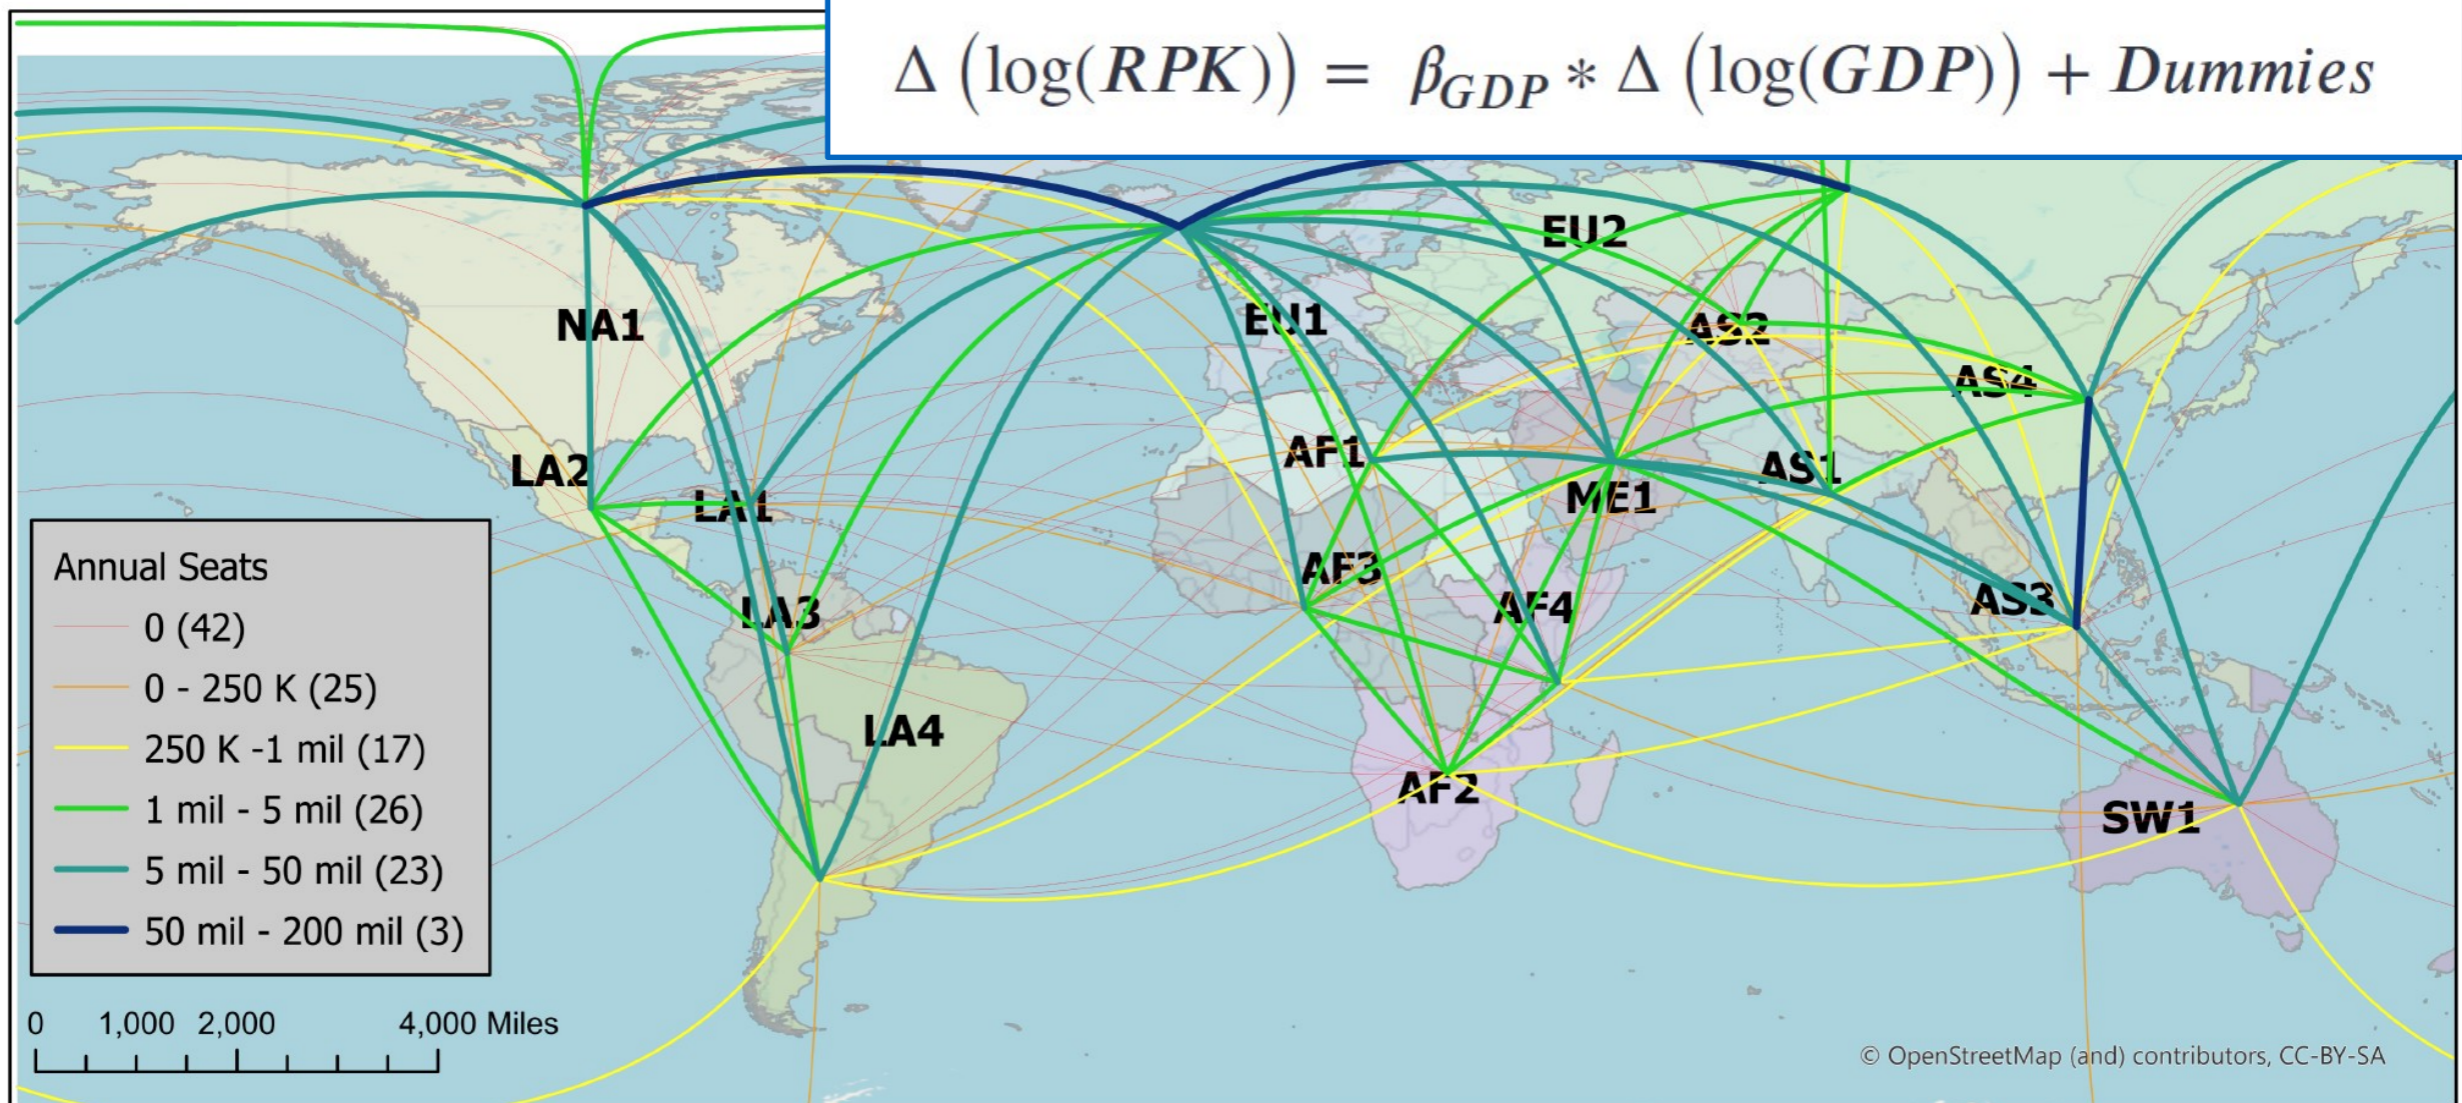 Δ (log(RPK)) = β_GDP * Δ (log(GDP)) + Dummies
EU2
NA1
EU1
AS2
AS4
AF1
LA2
AS1
LA1
ME1
AF3
AS3
AF4
LA3
LA4
AF2
SW1
Annual Seats
0 (42)
0 - 250 K (25)
250 K -1 mil (17)
1 mil - 5 mil (26)
5 mil - 50 mil (23)
50 mil - 200 mil (3)
0 1,000 2,000 4,000 Miles
© OpenStreetMap (and) contributors, CC-BY-SA